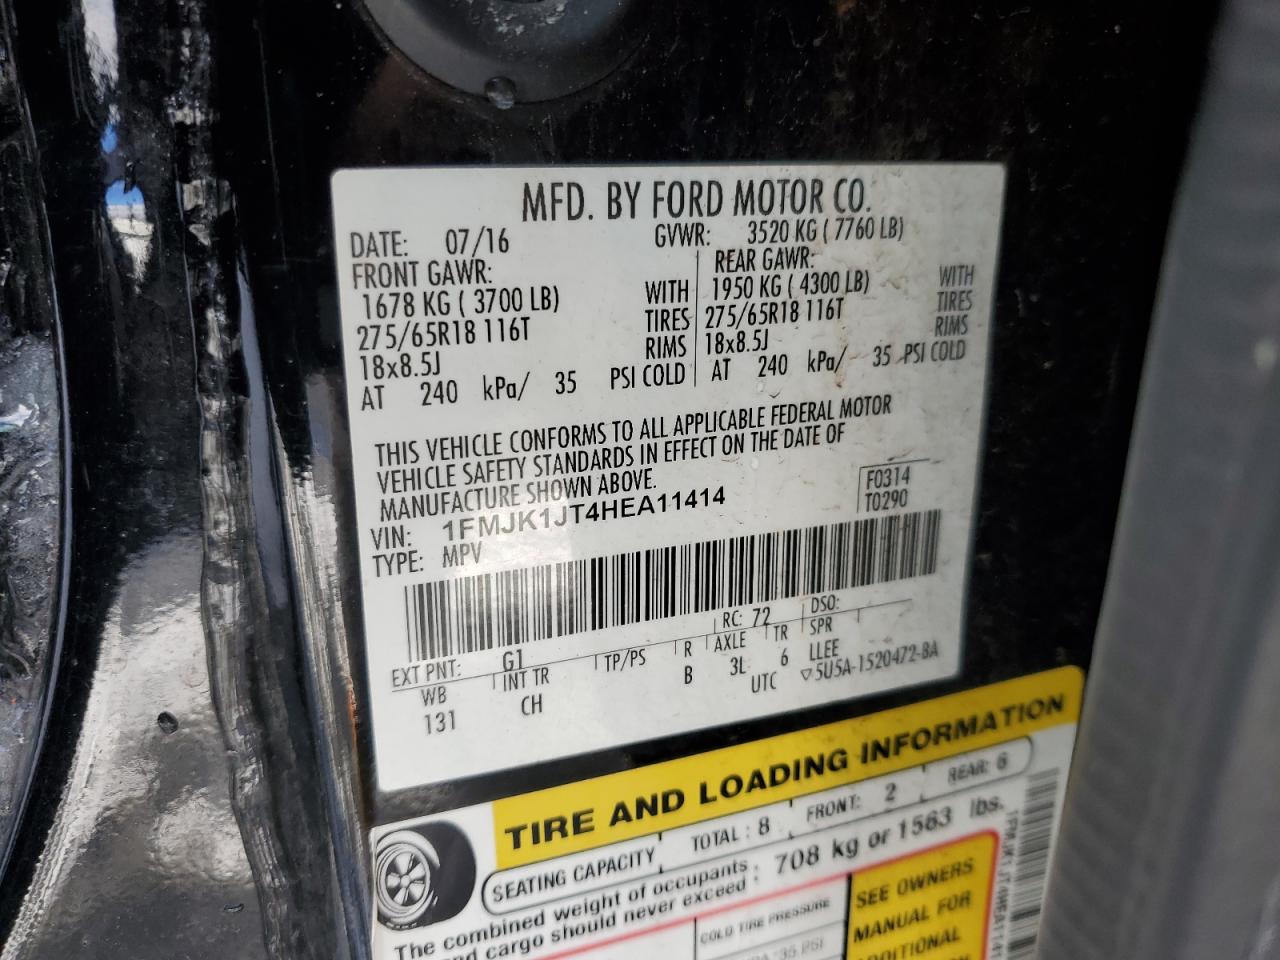 MFD. BY FORD MOTOR CO.
DATE: 07/16 GVWR: 3520 KG ( 7760 LB)
FRONT GAWR: REAR GAWR:
1678 KG ( 3700 LB) WITH 1950 KG ( 4300 LB) WITH
275/65R18 116T TIRES 275/65R18 116T TIRES
18x8.5J RIMS 18x8.5J RIMS
AT 240 kPa/ 35 PSI COLD AT 240 kPa/ 35 PSI COLD
THIS VEHICLE CONFORMS TO ALL APPLICABLE FEDERAL MOTOR
VEHICLE SAFETY STANDARDS IN EFFECT ON THE DATE OF
MANUFACTURE SHOWN ABOVE.
F0314
T0290
VIN: 1FMJK1JT4HEA11414
TYPE: MPV
EXT PNT: G1 RC: 72 DSO:
WB INT TR TP/PS R AXLE TR SPR
131 CH B 3L 6 LLEE
UTC ▽5U5A-1520472-BA
TIRE AND LOADING INFORMATION
SEATING CAPACITY TOTAL : 8 FRONT: 2 REAR: 6
The combined weight of occupants
and cargo should never exceed : 708 kg or 1563 lbs.
COLD TIRE PRESSURE
35 PSI
SEE OWNERS
MANUAL FOR
ADDITIONAL